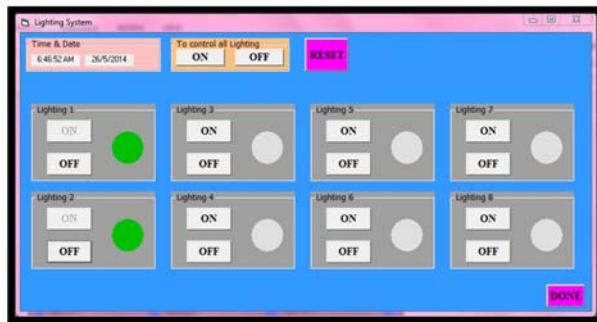 Lighting System
Time & Date
6:46:52 AM 26/5/2014
To control all Lighting
ON OFF
RESET
Lighting 1
ON
OFF
Lighting 3
ON
OFF
Lighting 5
ON
OFF
Lighting 7
ON
OFF
Lighting 2
ON
OFF
Lighting 4
ON
OFF
Lighting 6
ON
OFF
Lighting 8
ON
OFF
DONE